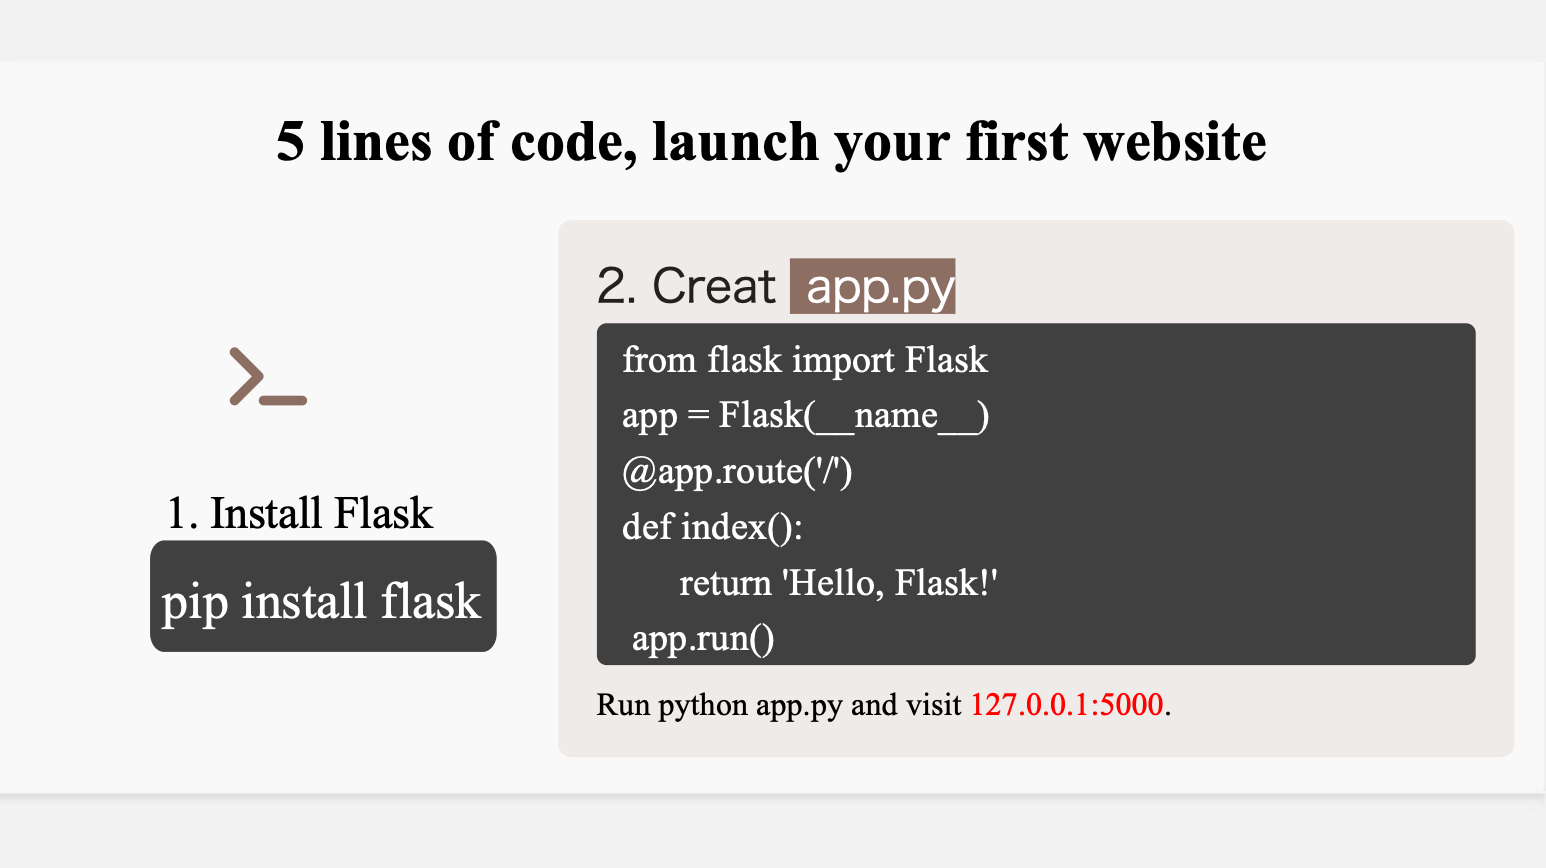 5 lines of code, launch your first website
1. Install Flask
pip install flask
2. Creat app.py
from flask import Flask
app = Flask(__name__)
@app.route('/')
def index():
return 'Hello, Flask!'
app.run()
Run python app.py and visit 127.0.0.1:5000.